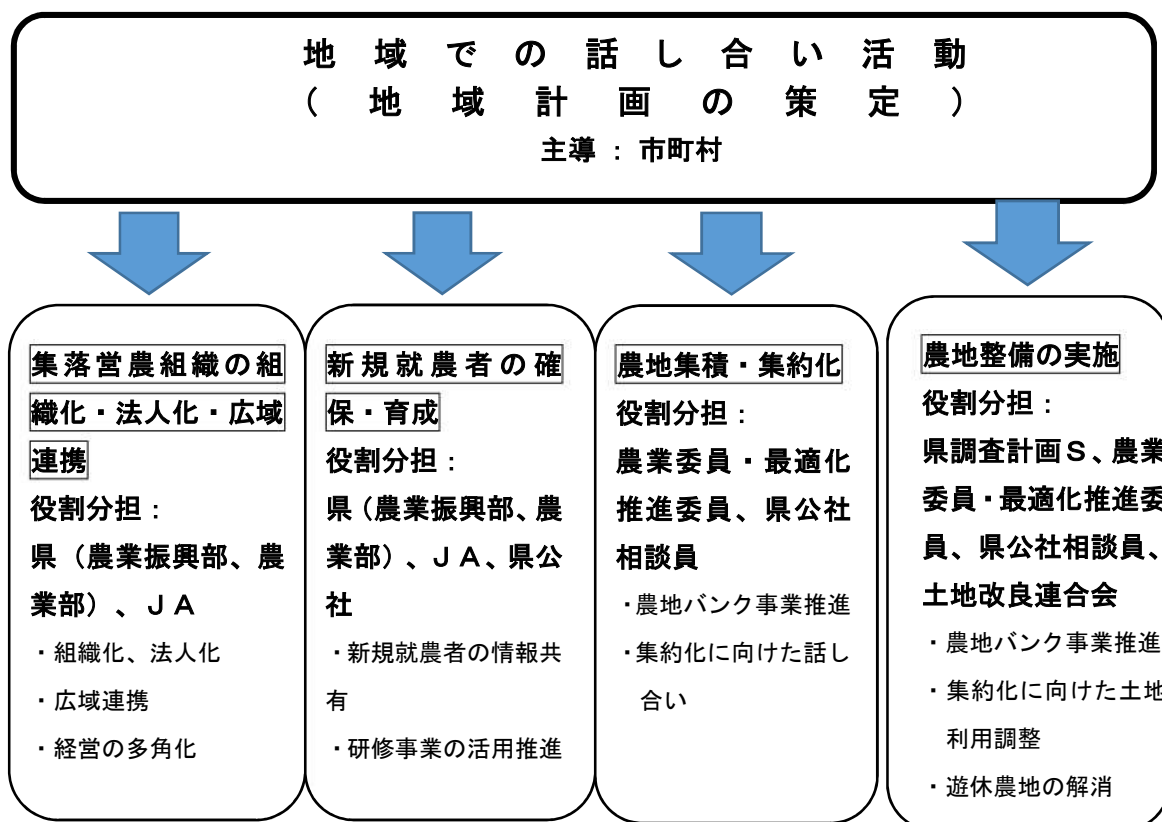 地域での話し合い活動
(地域計画の策定)
主導:市町村
集落営農組織の組
織化・法人化・広域
連携
役割分担:
県(農業振興部、農
業部)、JA
・組織化、法人化
・広域連携
・経営の多角化
新規就農者の確
保・育成
役割分担:
県(農業振興部、農
業部)、JA、県公
社
・新規就農者の情報共
有
・研修事業の活用推進
農地集積・集約化
役割分担:
農業委員・最適化
推進委員、県公社
相談員
・農地バンク事業推進
・集約化に向けた話し
合い
農地整備の実施
役割分担:
県調査計画S、農業
委員・最適化推進委
員、県公社相談員、
土地改良連合会
・農地バンク事業推進
・集約化に向けた土地
利用調整
・遊休農地の解消